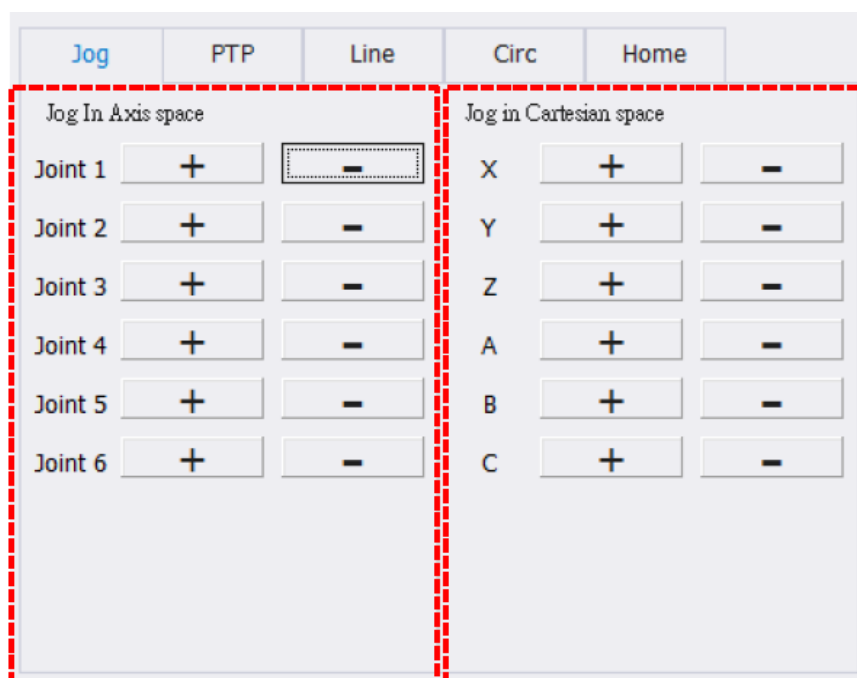 Jog PTP Line Circ Home
Jog In Axis space
Joint 1 + -
Joint 2 + -
Joint 3 + -
Joint 4 + -
Joint 5 + -
Joint 6 + -
Jog in Cartesian space
X + -
Y + -
Z + -
A + -
B + -
C + -